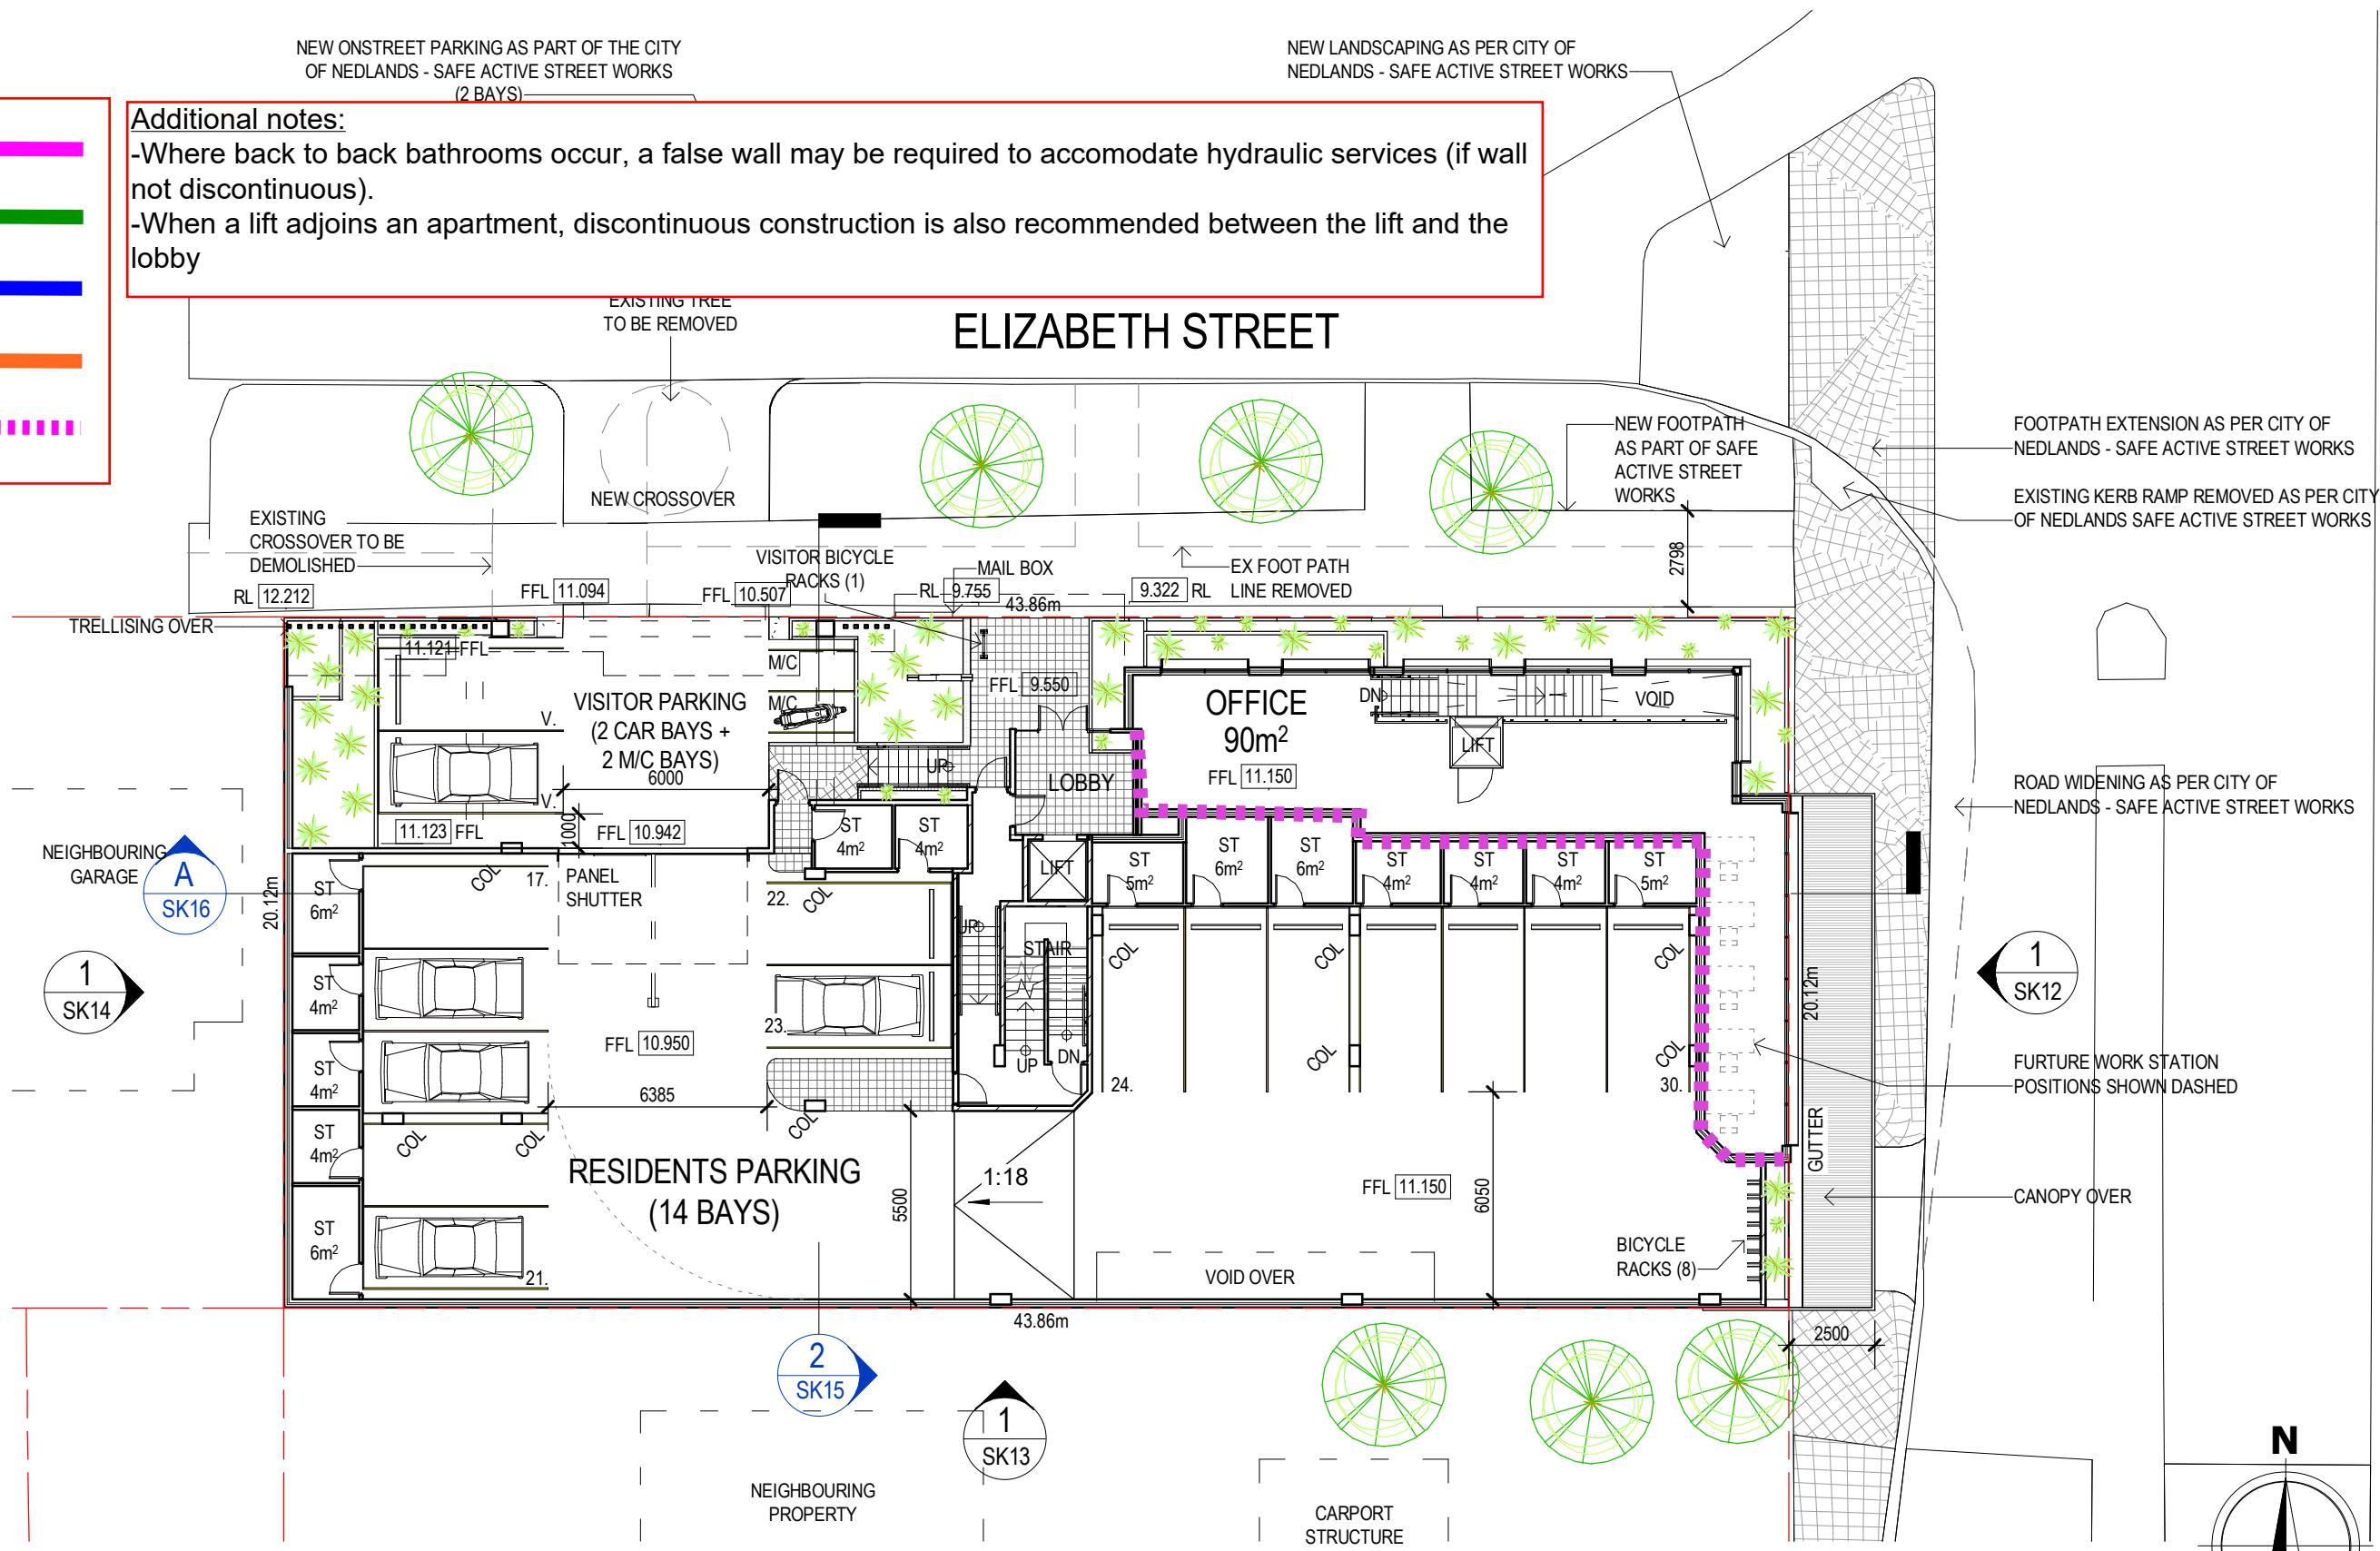 NEW ONSTREET PARKING AS PART OF THE CITY
OF NEDLANDS - SAFE ACTIVE STREET WORKS
(2 BAYS)
NEW LANDSCAPING AS PER CITY OF
NEDLANDS - SAFE ACTIVE STREET WORKS
Additional notes:
-Where back to back bathrooms occur, a false wall may be required to accomodate hydraulic services (if wall
not discontinuous).
-When a lift adjoins an apartment, discontinuous construction is also recommended between the lift and the
lobby
EXISTING TREE
TO BE REMOVED
ELIZABETH STREET
NEW CROSSOVER
NEW FOOTPATH
AS PART OF SAFE
ACTIVE STREET
WORKS
FOOTPATH EXTENSION AS PER CITY OF
NEDLANDS - SAFE ACTIVE STREET WORKS
EXISTING KERB RAMP REMOVED AS PER CITY
OF NEDLANDS SAFE ACTIVE STREET WORKS
EXISTING
CROSSOVER TO BE
DEMOLISHED
VISITOR BICYCLE
RACKS (1)
MAIL BOX
EX FOOT PATH
LINE REMOVED
2798
RL 12.212
FFL 11.094
FFL 10.507
RL 9.755
43.86m
9.322 RL
TRELLISING OVER
11.121 FFL
M/C
M/C
FFL 9.550
VISITOR PARKING
(2 CAR BAYS +
2 M/C BAYS)
6000
V.
V.
OFFICE
90m²
FFL 11.150
DN
VOID
LIFT
UP
LOBBY
ROAD WIDENING AS PER CITY OF
NEDLANDS - SAFE ACTIVE STREET WORKS
11.123 FFL
1000
FFL 10.942
ST
4m²
ST
4m²
NEIGHBOURING
GARAGE
A
SK16
20.12m
ST
6m²
COL
17.
PANEL
SHUTTER
22.
COL
LIFT
ST
5m²
ST
6m²
ST
6m²
ST
4m²
ST
4m²
ST
4m²
ST
5m²
UP
STAIR
COL
COL
COL
1
SK14
ST
4m²
23.
FFL 10.950
20.12m
1
SK12
ST
4m²
6385
UP
DN
24.
COL
COL
30.
FURTURE WORK STATION
POSITIONS SHOWN DASHED
ST
4m²
COL
COL
COL
RESIDENTS PARKING
(14 BAYS)
5500
1:18
FFL 11.150
6050
GUTTER
CANOPY OVER
ST
6m²
21.
VOID OVER
BICYCLE
RACKS (8)
43.86m
2500
2
SK15
1
SK13
NEIGHBOURING
PROPERTY
CARPORT
STRUCTURE
N